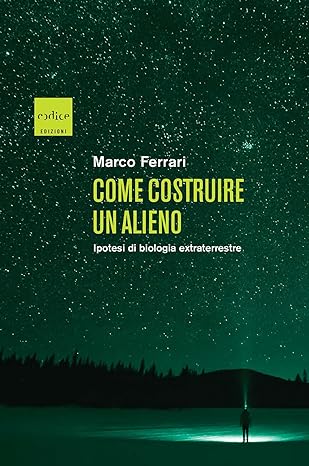 codice
EDIZIONI
Marco Ferrari
COME COSTRUIRE
UN ALIENO
Ipotesi di biologia extraterrestre